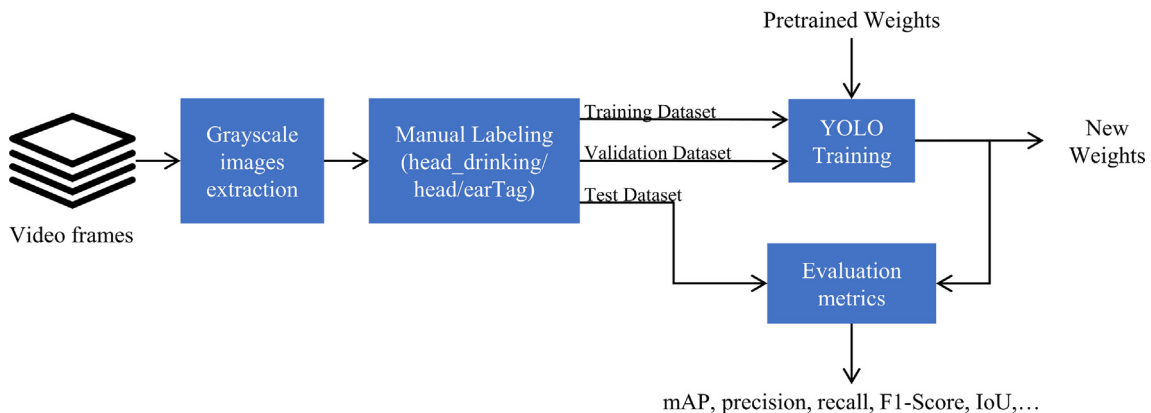 Pretrained Weights
Grayscale
images
extraction
Manual Labeling
(head_drinking/
head/earTag)
Training Dataset
Validation Dataset
Test Dataset
YOLO
Training
New
Weights
Video frames
Evaluation
metrics
mAP, precision, recall, F1-Score, IoU,…